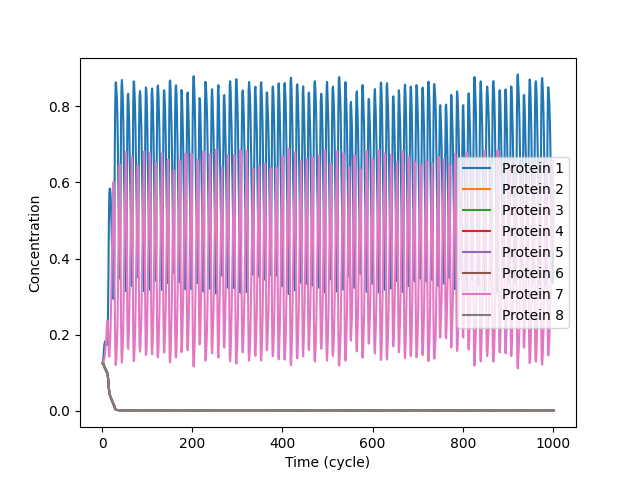 Concentration
0.8
0.6
0.4
0.2
0.0
Protein 1
Protein 2
Protein 3
Protein 4
Protein 5
Protein 6
Protein 7
Protein 8
0 200 400 600 800 1000
Time (cycle)